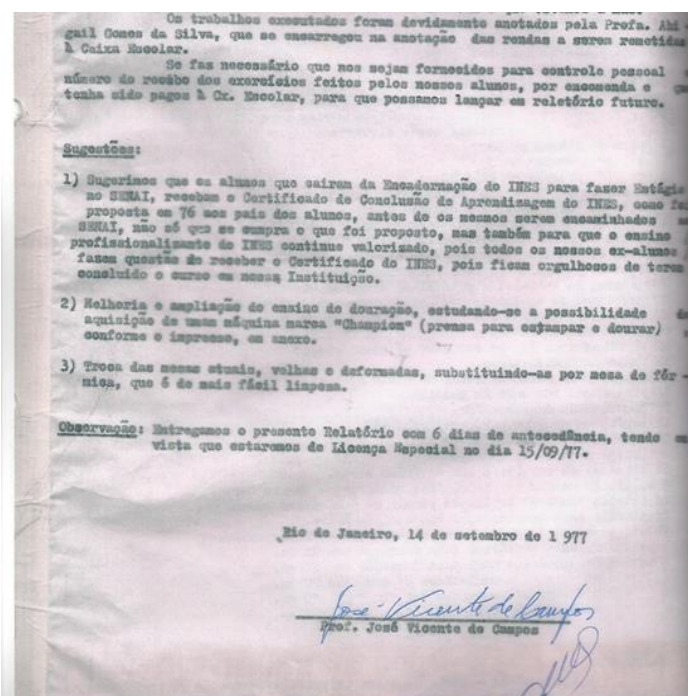 Os trabalhos executados foram devidamente anotados pela Profa. Abi
gail Gomes da Silva, que se encarregou na anotação das rendas a serem remetidas
à Caixa Escolar.
Se fas necessário que nos sejam fornecidos para controle pessoal
número do recibo dos exercícios feitos pelos nossos alunos, por encomenda e
tenha sido pagos à Cx. Escolar, para que possamos lançar em relatório futuro.
Sugestões:
1) Sugerimos que os alunos que sairam da Encadernação do INES para fazer Estágio
no SENAI, recebam o Certificado de Conclusão de Aprendizagem do INES, como foi
proposta em 76 aos pais dos alunos, antes de os mesmos serem encaminhados
SENAI, não só que se cumpra o que foi proposto, mas também para que o ensino
profissionalizante do INES continue valorizado, pois todos os nossos ex-alunos
fazem questão de receber o Certificado do INES, pois ficam orgulhosos de terem
concluido o curso em nossa Instituição.
2) Melhoria e ampliação do ensino de douração, estudando-se a possibilidade de
aquisição de uma máquina marca "Champion" (prensa para estampar e dourar)
conforme o impresso, em anexo.
3) Troca das mesas atuais, velhas e deformadas, substituindo-as por mesa de fór -
mica, que é de mais fácil limpeza.
Observação: Entregamos o presente Relatório com 6 dias de antecedência, tendo em
vista que estaremos de Licença Especial no dia 15/09/77.
Rio de Janeiro, 14 de setembro de 1 977
José Vicente de Campos
Prof. José Vicente de Campos